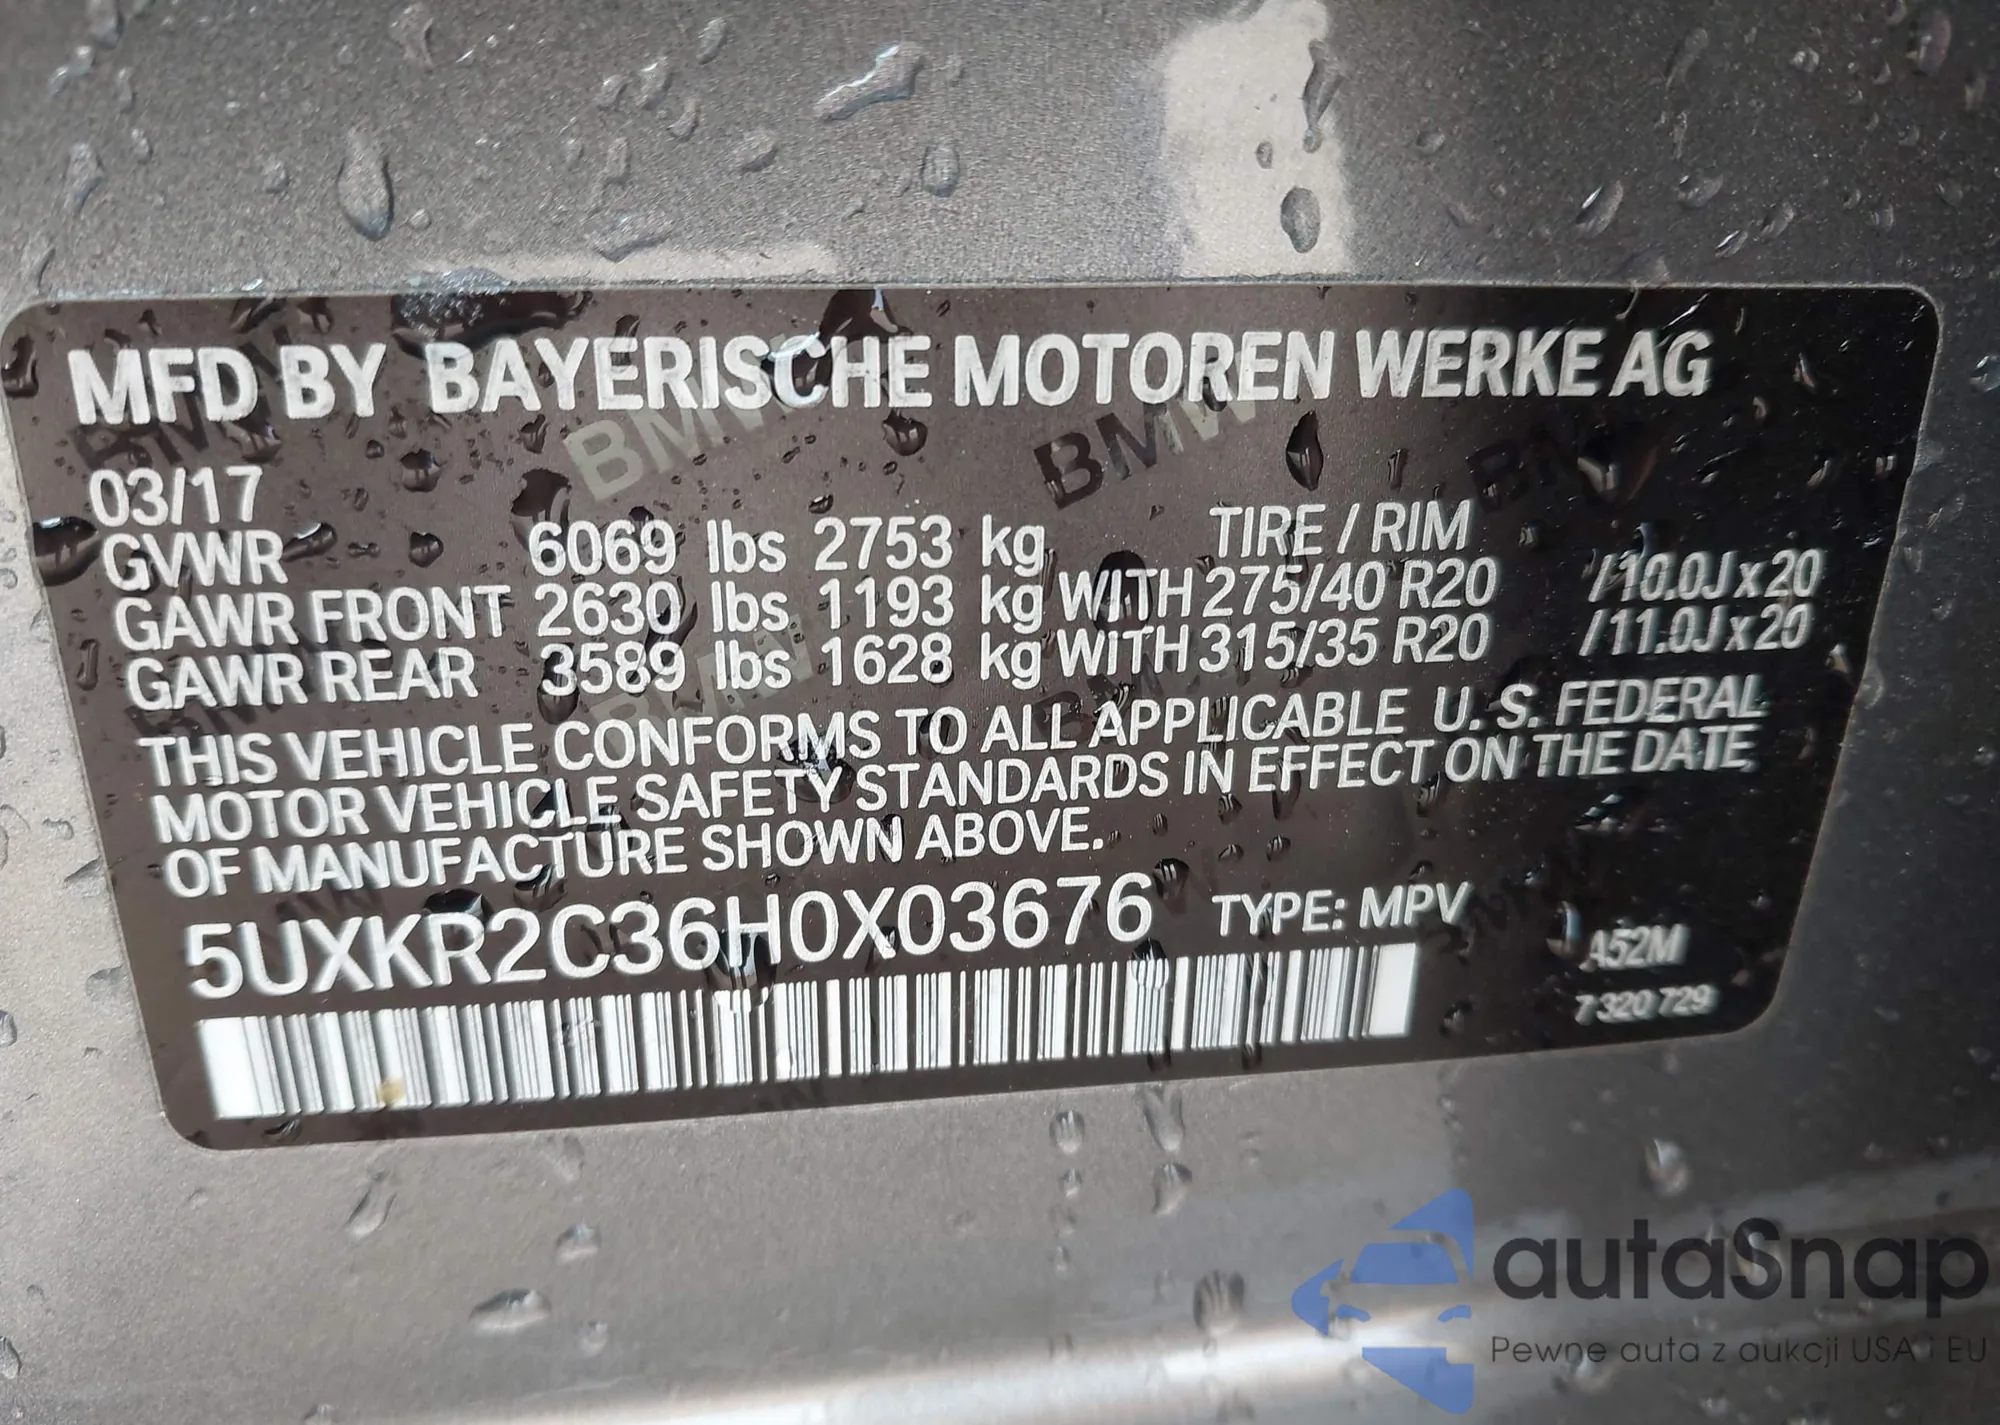 MFD BY BAYERISCHE MOTOREN WERKE AG
03/17
GVWR 6069 lbs 2753 kg TIRE / RIM
GAWR FRONT 2630 lbs 1193 kg WITH 275/40 R20 /10.0J x 20
GAWR REAR 3589 lbs 1628 kg WITH 315/35 R20 /11.0J x 20
THIS VEHICLE CONFORMS TO ALL APPLICABLE U. S. FEDERAL
MOTOR VEHICLE SAFETY STANDARDS IN EFFECT ON THE DATE
OF MANUFACTURE SHOWN ABOVE.
5UXKR2C36H0X03676 TYPE: MPV
A52M
7 320 729
autaSnap
Pewne auta z aukcji USA i EU